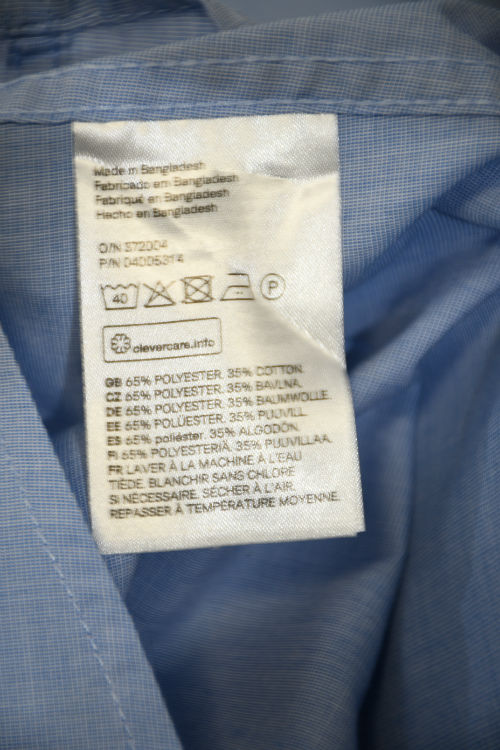 Made in Bangladesh
Fabricado em Bangladesh
Fabriqué en Bangladesh
Hecho en Bangladesh
O/N 372004
P/N 04005314
40
P
clevercare.info
GB 65% POLYESTER. 35% COTTON.
CZ 65% POLYESTER. 35% BAVLNA.
DE 65% POLYESTER. 35% BAUMWOLLE.
EE 65% POLÜESTER. 35% PUUVILL.
ES 65% poliéster. 35% ALGODÓN.
FI 65% POLYESTERIÄ. 35% PUUVILLAA.
FR LAVER À LA MACHINE À L'EAU
TIÈDE. BLANCHIR SANS CHLORE
SI NÉCESSAIRE. SÉCHER À L'AIR.
REPASSER À TEMPÉRATURE MOYENNE.